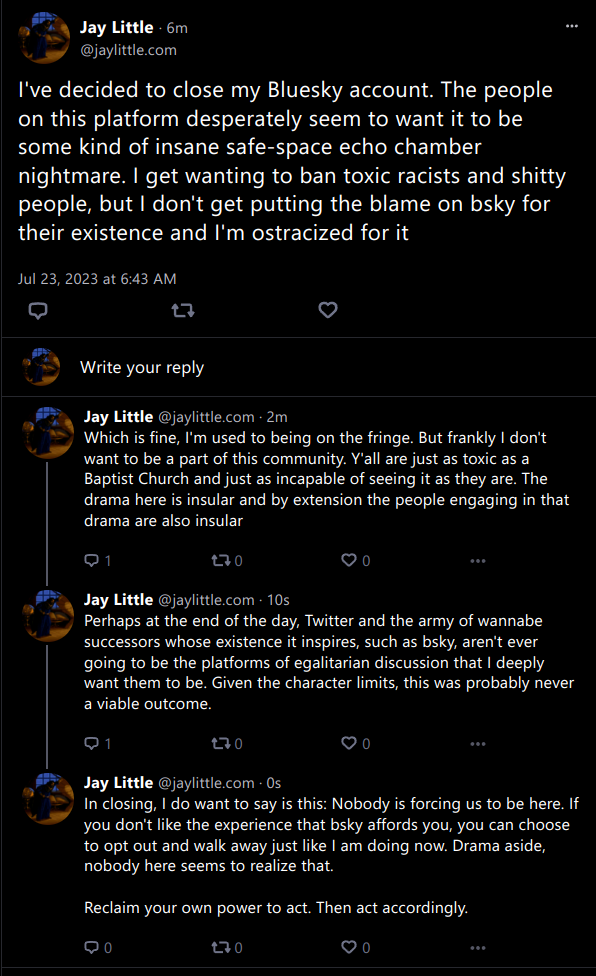 Jay Little · 6m
@jaylittle.com
I've decided to close my Bluesky account. The people
on this platform desperately seem to want it to be
some kind of insane safe-space echo chamber
nightmare. I get wanting to ban toxic racists and shitty
people, but I don't get putting the blame on bsky for
their existence and I'm ostracized for it
Jul 23, 2023 at 6:43 AM
Write your reply
Jay Little @jaylittle.com · 2m
Which is fine, I'm used to being on the fringe. But frankly I don't
want to be a part of this community. Y'all are just as toxic as a
Baptist Church and just as incapable of seeing it as they are. The
drama here is insular and by extension the people engaging in that
drama are also insular
1 0 0
Jay Little @jaylittle.com · 10s
Perhaps at the end of the day, Twitter and the army of wannabe
successors whose existence it inspires, such as bsky, aren't ever
going to be the platforms of egalitarian discussion that I deeply
want them to be. Given the character limits, this was probably never
a viable outcome.
1 0 0
Jay Little @jaylittle.com · 0s
In closing, I do want to say is this: Nobody is forcing us to be here. If
you don't like the experience that bsky affords you, you can choose
to opt out and walk away just like I am doing now. Drama aside,
nobody here seems to realize that.
Reclaim your own power to act. Then act accordingly.
0 0 0